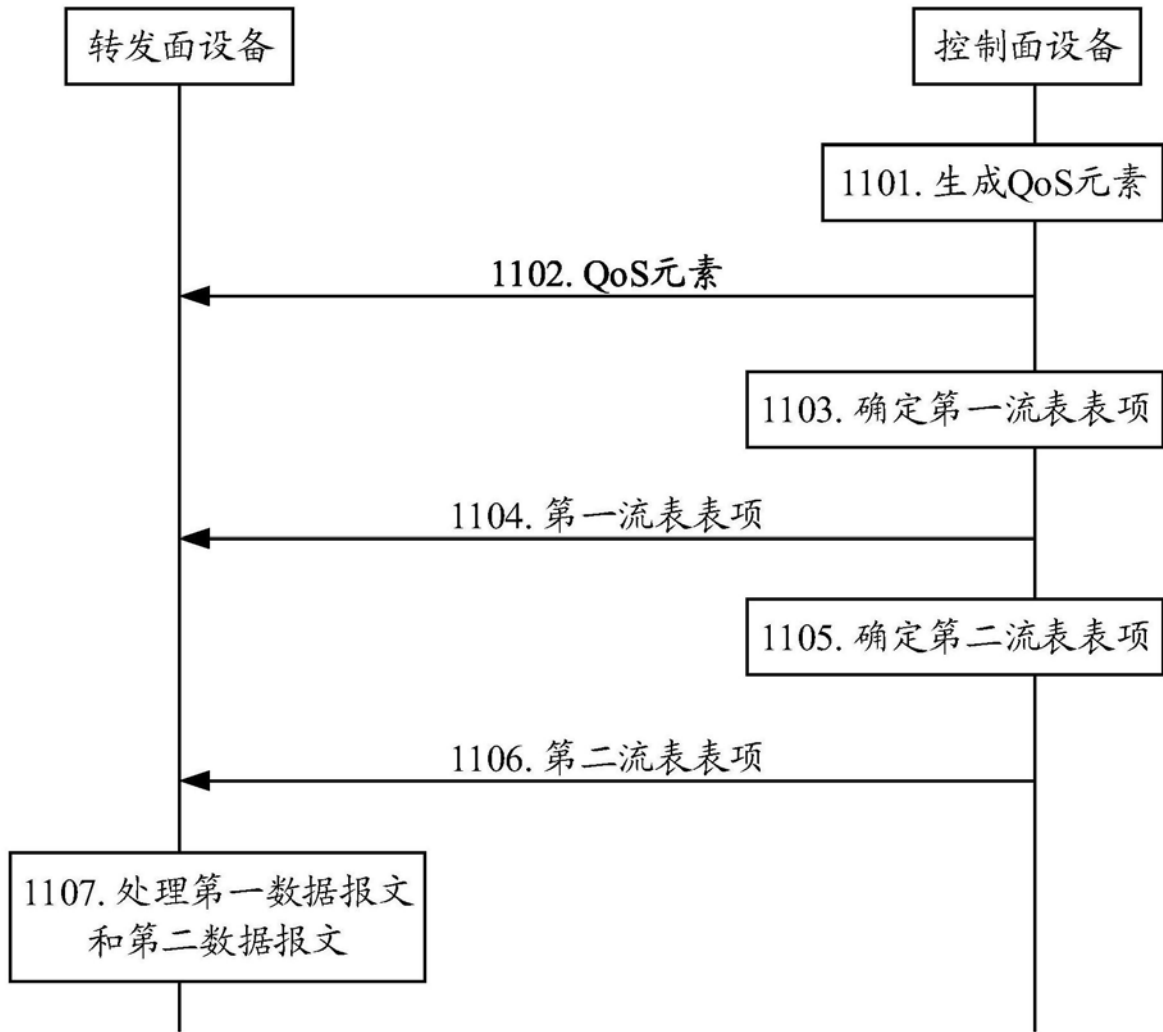 转发面设备
控制面设备
1101. 生成QoS元素
1102. QoS元素
1103. 确定第一流表表项
1104. 第一流表表项
1105. 确定第二流表表项
1106. 第二流表表项
1107. 处理第一数据报文
和第二数据报文